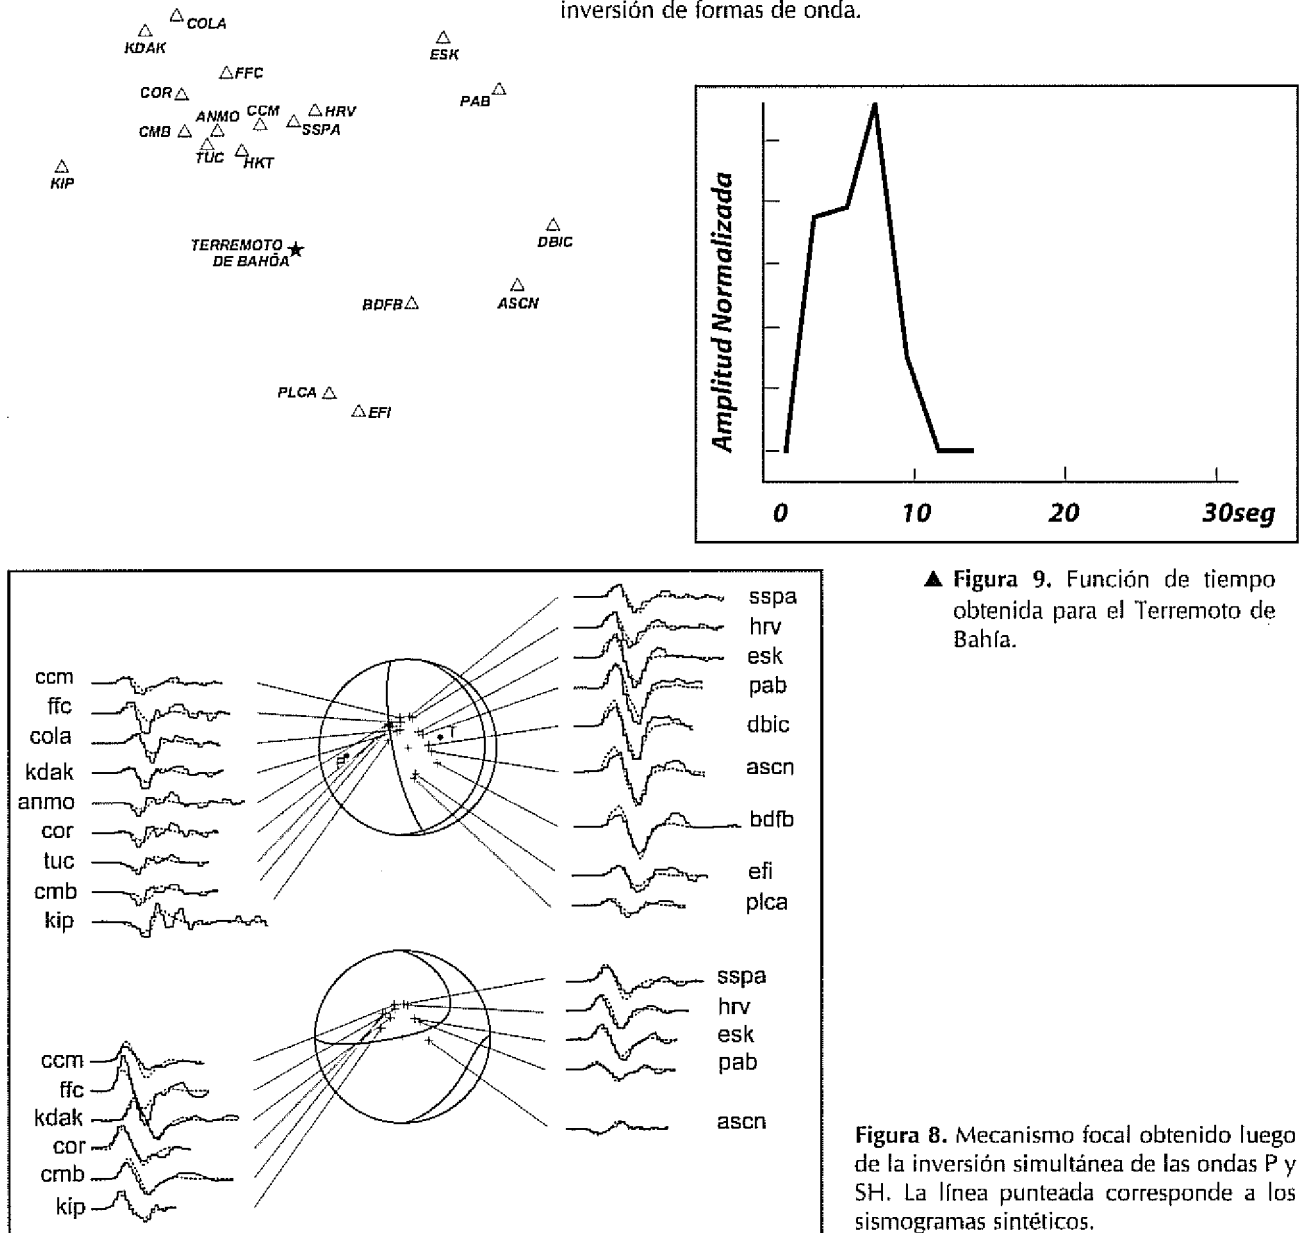 inversión de formas de onda.
COLA
KDAK
ESK
FFC
COR
PAB
ANMO
CCM
HRV
CMB
SSPA
TUC
HKT
KIP
TERREMOTO
DE BAHÕA
DBIC
BDFB
ASCN
PLCA
EFI
Amplitud Normalizada
0 10 20 30seg
▲ Figura 9. Función de tiempo
obtenida para el Terremoto de
Bahía.
ccm
ffc
cola
kdak
anmo
cor
tuc
cmb
kip
P
T
sspa
hrv
esk
pab
dbic
ascn
bdfb
efi
plca
ccm
ffc
kdak
cor
cmb
kip
sspa
hrv
esk
pab
ascn
Figura 8. Mecanismo focal obtenido luego
de la inversión simultánea de las ondas P y
SH. La línea punteada corresponde a los
sismogramas sintéticos.